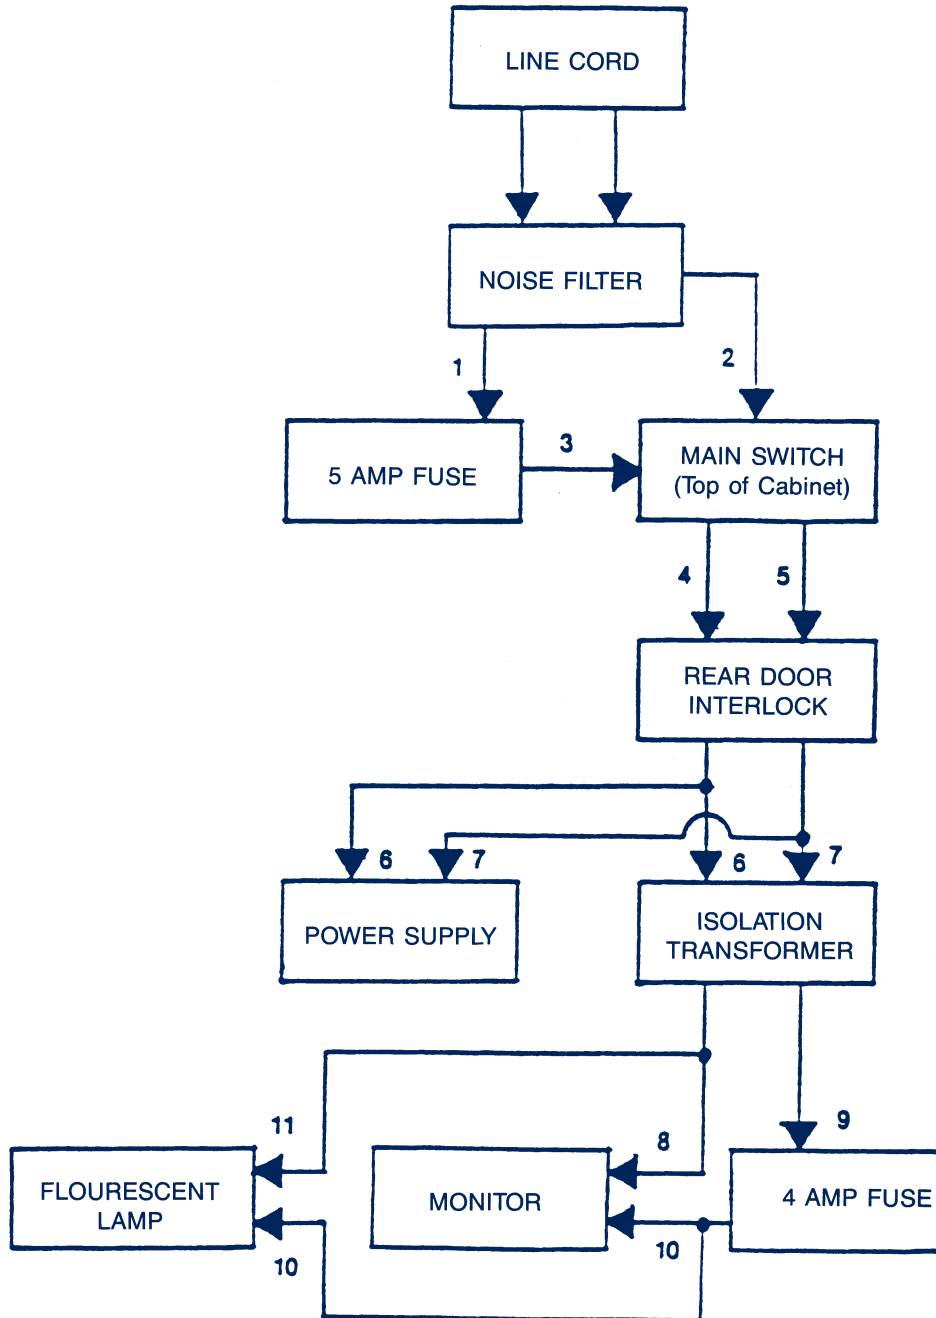 LINE CORD
NOISE FILTER
1
2
5 AMP FUSE
3
MAIN SWITCH
(Top of Cabinet)
4
5
REAR DOOR
INTERLOCK
6
7
6
7
POWER SUPPLY
ISOLATION
TRANSFORMER
11
8
9
FLOURESCENT
LAMP
MONITOR
4 AMP FUSE
10
10